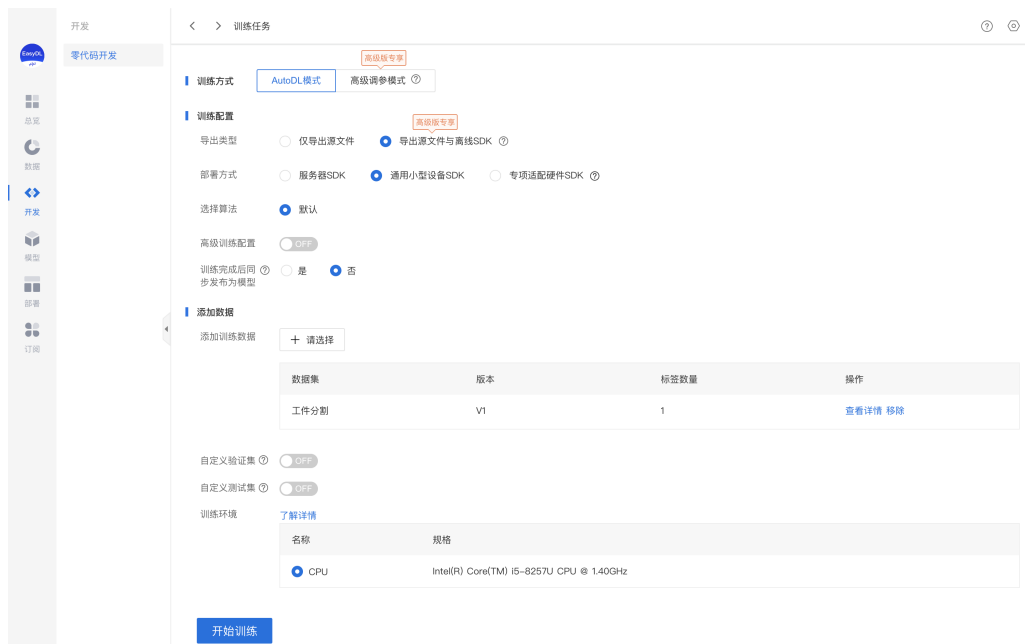 开发
训练任务
EasyDL
零代码开发
高级版专享
训练方式
AutoDL模式
高级调参模式
总览
训练配置
高级版专享
导出类型
仅导出源文件
导出源文件与离线SDK
数据
部署方式
服务器SDK
通用小型设备SDK
专项适配硬件SDK
开发
选择算法
默认
高级训练配置
OFF
模型
训练完成后同
步发布为模型
是
否
部署
添加数据
添加训练数据
+ 请选择
订阅
数据集
版本
标签数量
操作
工件分割
V1
1
查看详情 移除
自定义验证集
OFF
自定义测试集
OFF
训练环境
了解详情
名称
规格
CPU
Intel(R) Core(TM) i5-8257U CPU @ 1.40GHz
开始训练